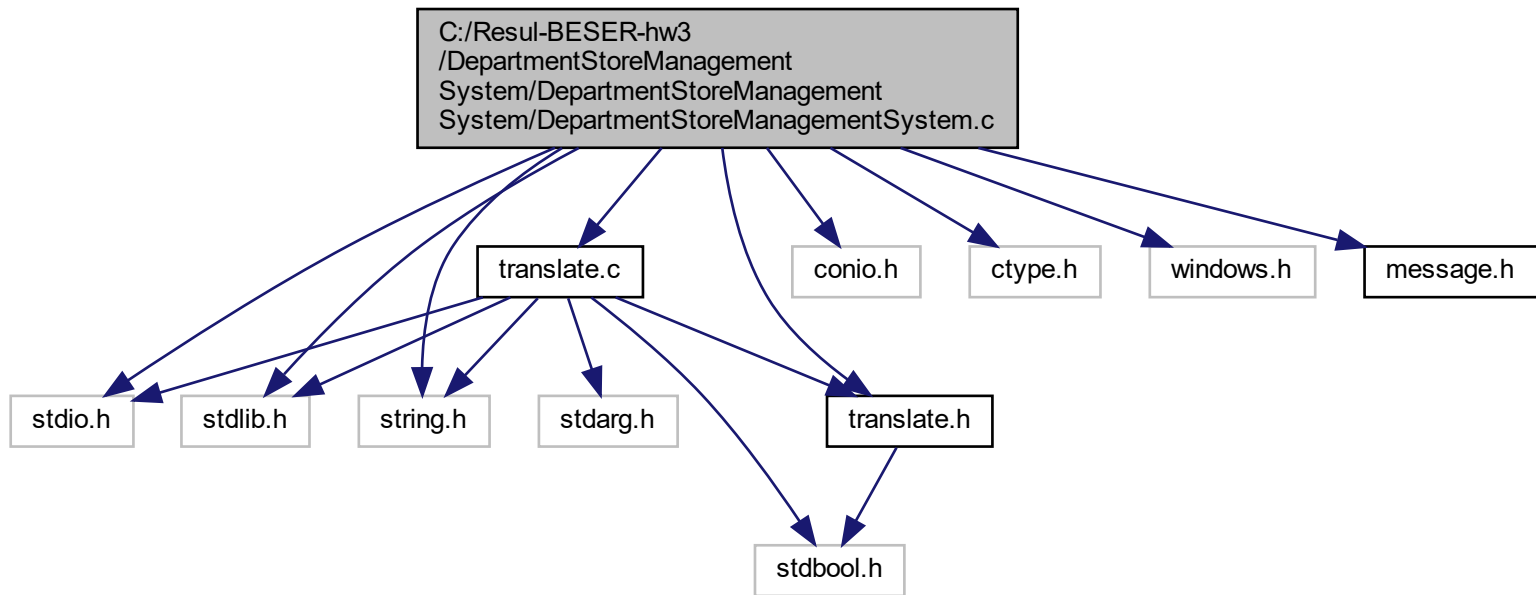 C:/Resul-BESER-hw3
/DepartmentStoreManagement
System/DepartmentStoreManagement
System/DepartmentStoreManagementSystem.c
translate.c
conio.h
ctype.h
windows.h
message.h
stdio.h
stdlib.h
string.h
stdarg.h
translate.h
stdbool.h